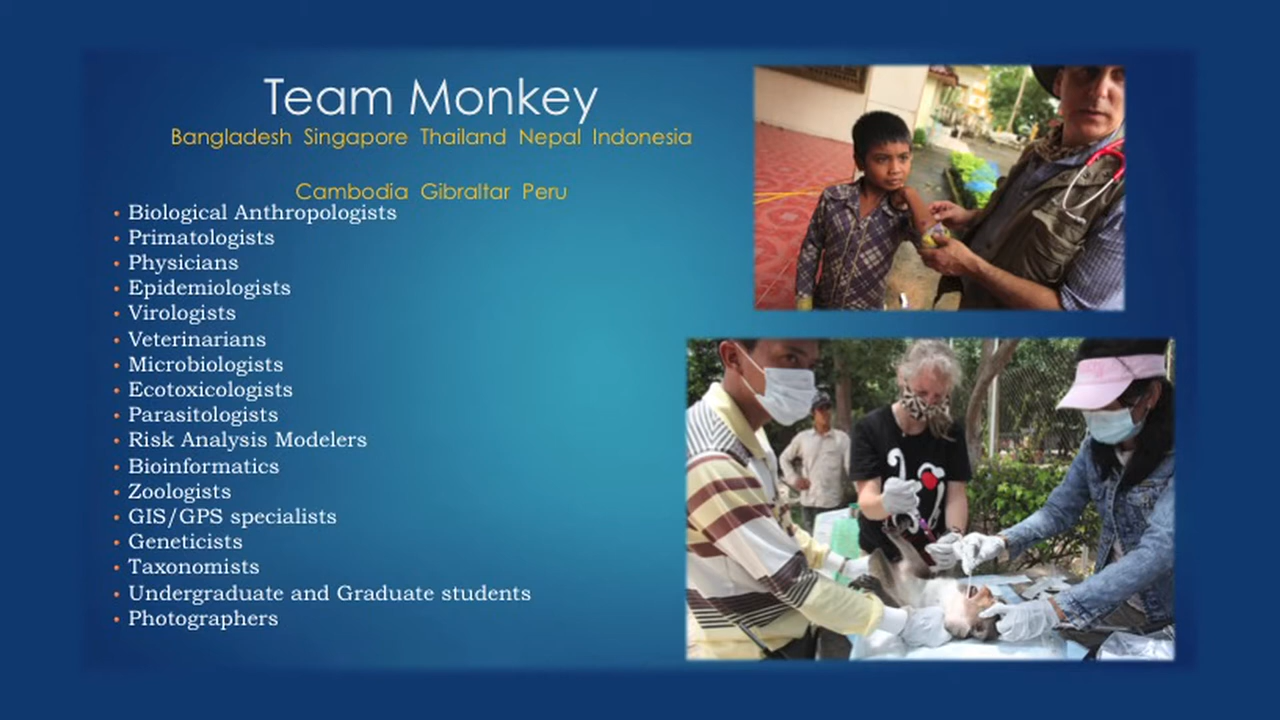 Team Monkey
Bangladesh Singapore Thailand Nepal Indonesia
Cambodia Gibraltar Peru
• Biological Anthropologists
• Primatologists
• Physicians
• Epidemiologists
• Virologists
• Veterinarians
• Microbiologists
• Ecotoxicologists
• Parasitologists
• Risk Analysis Modelers
• Bioinformatics
• Zoologists
• GIS/GPS specialists
• Geneticists
• Taxonomists
• Undergraduate and Graduate students
• Photographers